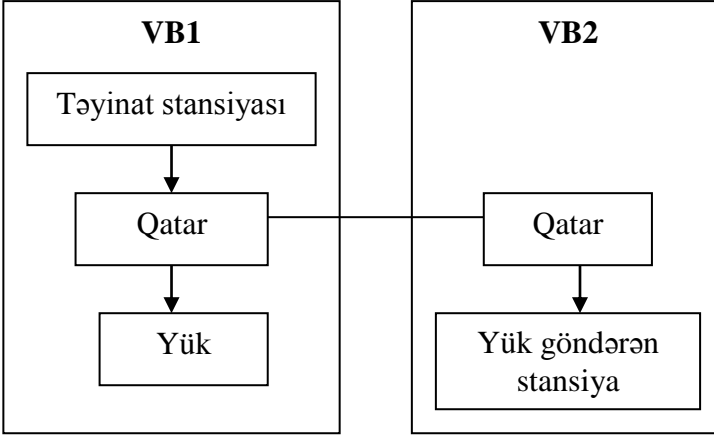 VB1
Təyinat stansiyası
Qatar
Yük
VB2
Qatar
Yük göndərən
stansiya